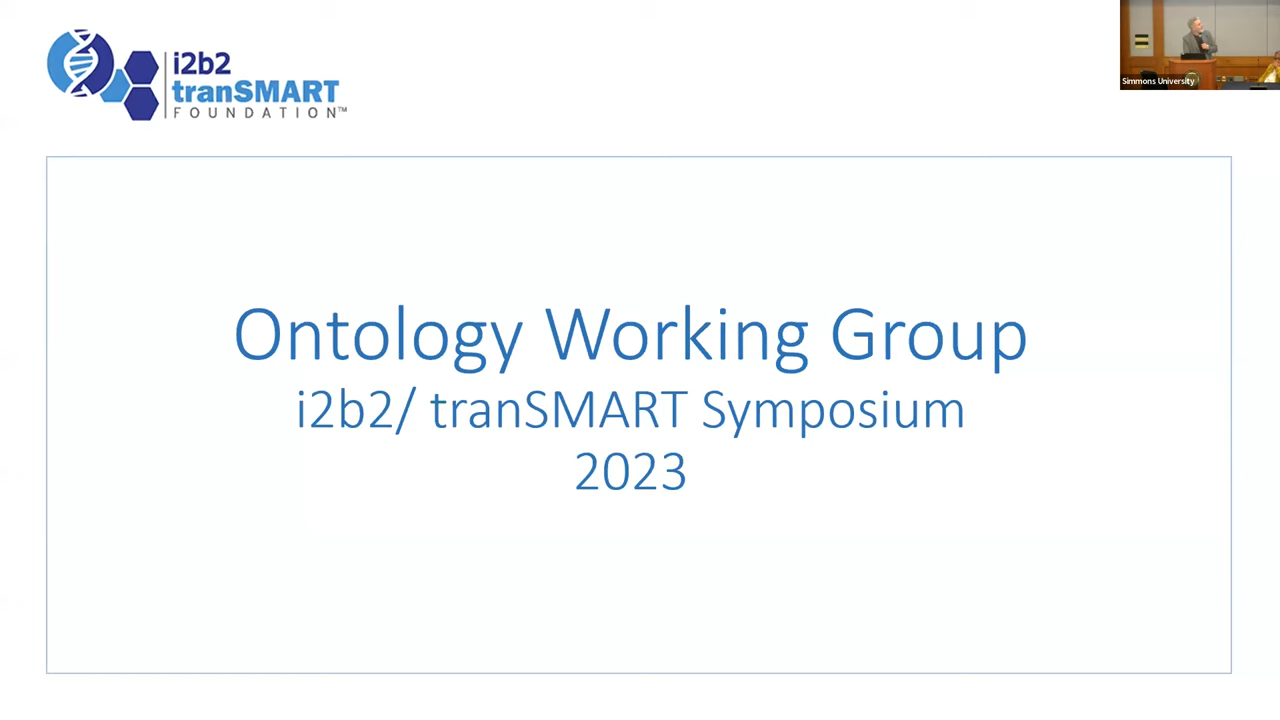 i2b2
tranSMART
FOUNDATION™
Simmons University
Ontology Working Group
i2b2/ tranSMART Symposium
2023